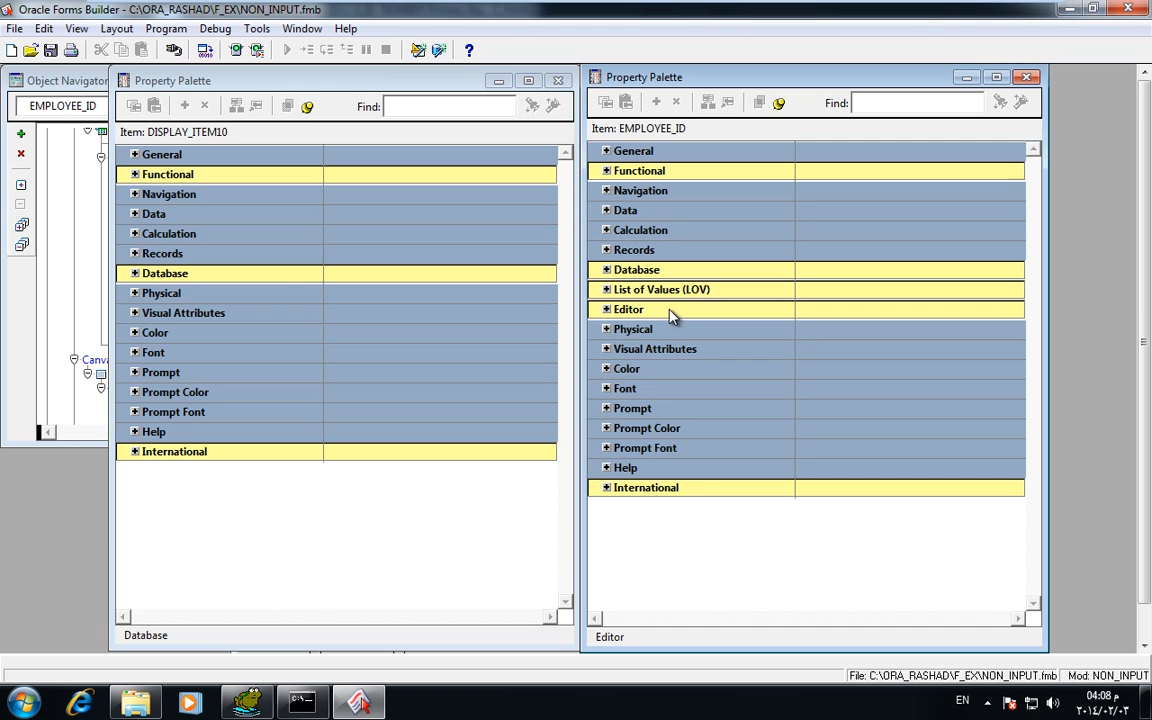 Oracle Forms Builder - C:\ORA_RASHAD\F_EX\NON_INPUT.fmb
File Edit View Layout Program Debug Tools Window Help
Object Navigator
EMPLOYEE_ID
Canva
Property Palette
Find:
Item: DISPLAY_ITEM10
General
Functional
Navigation
Data
Calculation
Records
Database
Physical
Visual Attributes
Color
Font
Prompt
Prompt Color
Prompt Font
Help
International
Database
Property Palette
Find:
Item: EMPLOYEE_ID
General
Functional
Navigation
Data
Calculation
Records
Database
List of Values (LOV)
Editor
Physical
Visual Attributes
Color
Font
Prompt
Prompt Color
Prompt Font
Help
International
Editor
File: C:\ORA_RASHAD\F_EX\NON_INPUT.fmb Mod: NON_INPUT
EN
04:08 م
٢٠١٤/٠٢/٠٣